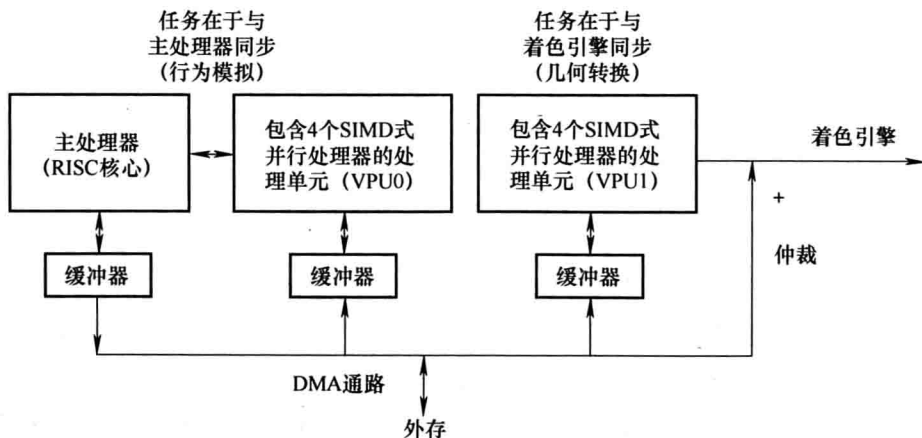 任务在于与
主处理器同步
（行为模拟）
任务在于与
着色引擎同步
（几何转换）
主处理器
（RISC核心）
包含4个SIMD式
并行处理器的处
理单元（VPU0）
包含4个SIMD式
并行处理器的处
理单元（VPU1）
着色引擎
+
仲裁
缓冲器
缓冲器
缓冲器
DMA通路
外存